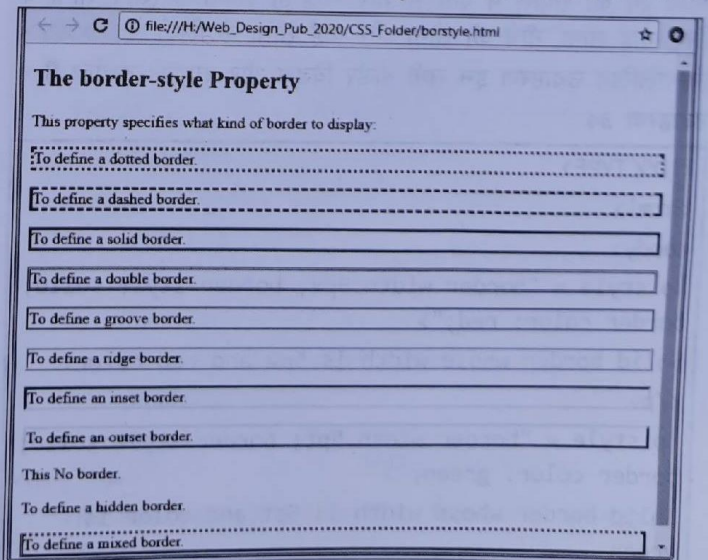 file:///H:/Web_Design_Pub_2020/CSS_Folder/borstyle.html
The border-style Property
This property specifies what kind of border to display:
To define a dotted border.
To define a dashed border.
To define a solid border.
To define a double border.
To define a groove border.
To define a ridge border.
To define an inset border.
To define an outset border.
This No border.
To define a hidden border.
To define a mixed border.